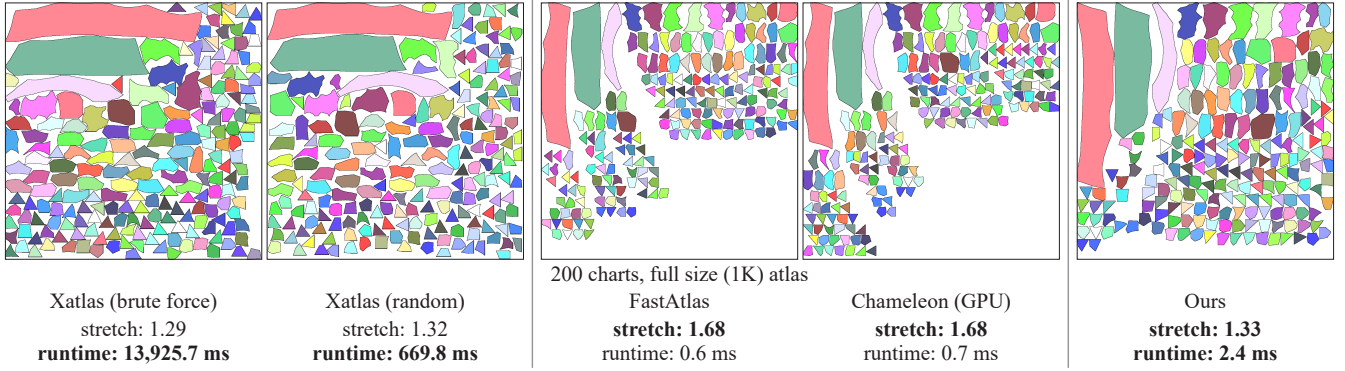 200 charts, full size (1K) atlas
Xatlas (brute force)
stretch: 1.29
runtime: 13,925.7 ms
Xatlas (random)
stretch: 1.32
runtime: 669.8 ms
FastAtlas
stretch: 1.68
runtime: 0.6 ms
Chameleon (GPU)
stretch: 1.68
runtime: 0.7 ms
Ours
stretch: 1.33
runtime: 2.4 ms